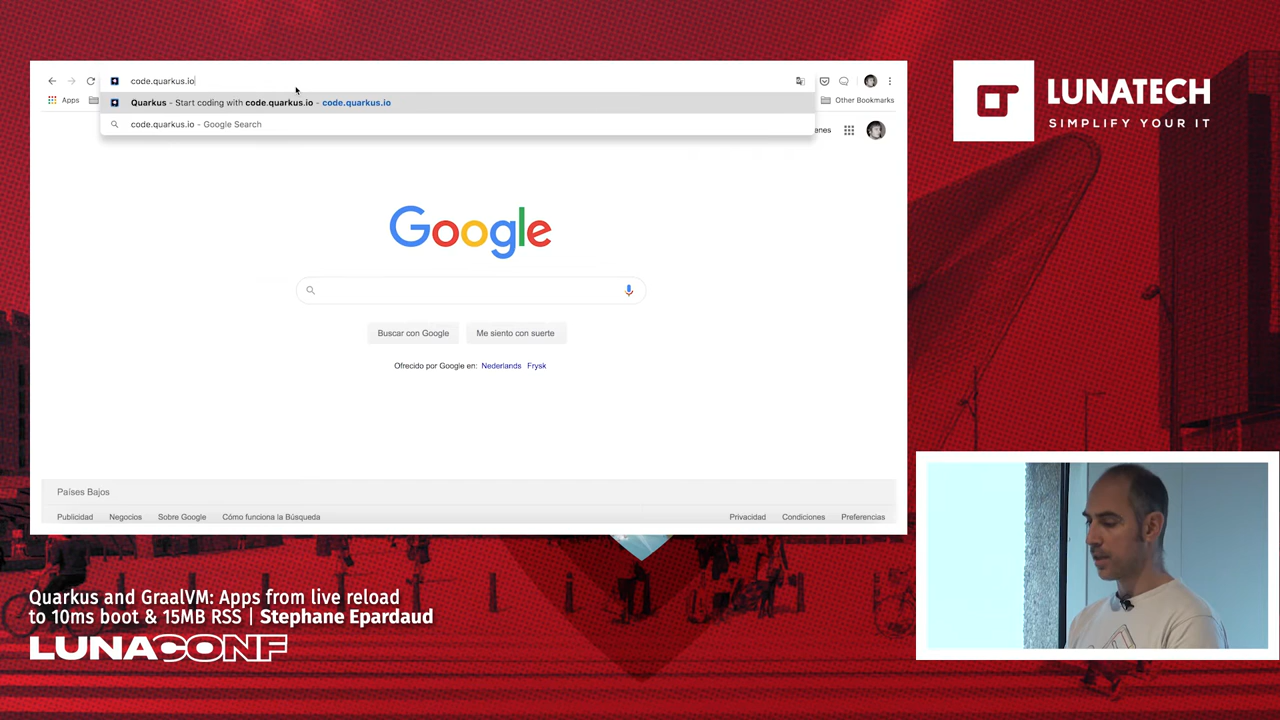 code.quarkus.io
Quarkus - Start coding with code.quarkus.io - code.quarkus.io
code.quarkus.io - Google Search
Apps
Other Bookmarks
enes
Google
Buscar con Google
Me siento con suerte
Ofrecido por Google en: Nederlands Frysk
Países Bajos
Publicidad
Negocios
Sobre Google
Cómo funciona la Búsqueda
Privacidad
Condiciones
Preferencias
LUNATECH
SIMPLIFY YOUR IT
Quarkus and GraalVM: Apps from live reload
to 10ms boot & 15MB RSS | Stephane Epardaud
LUNACONF